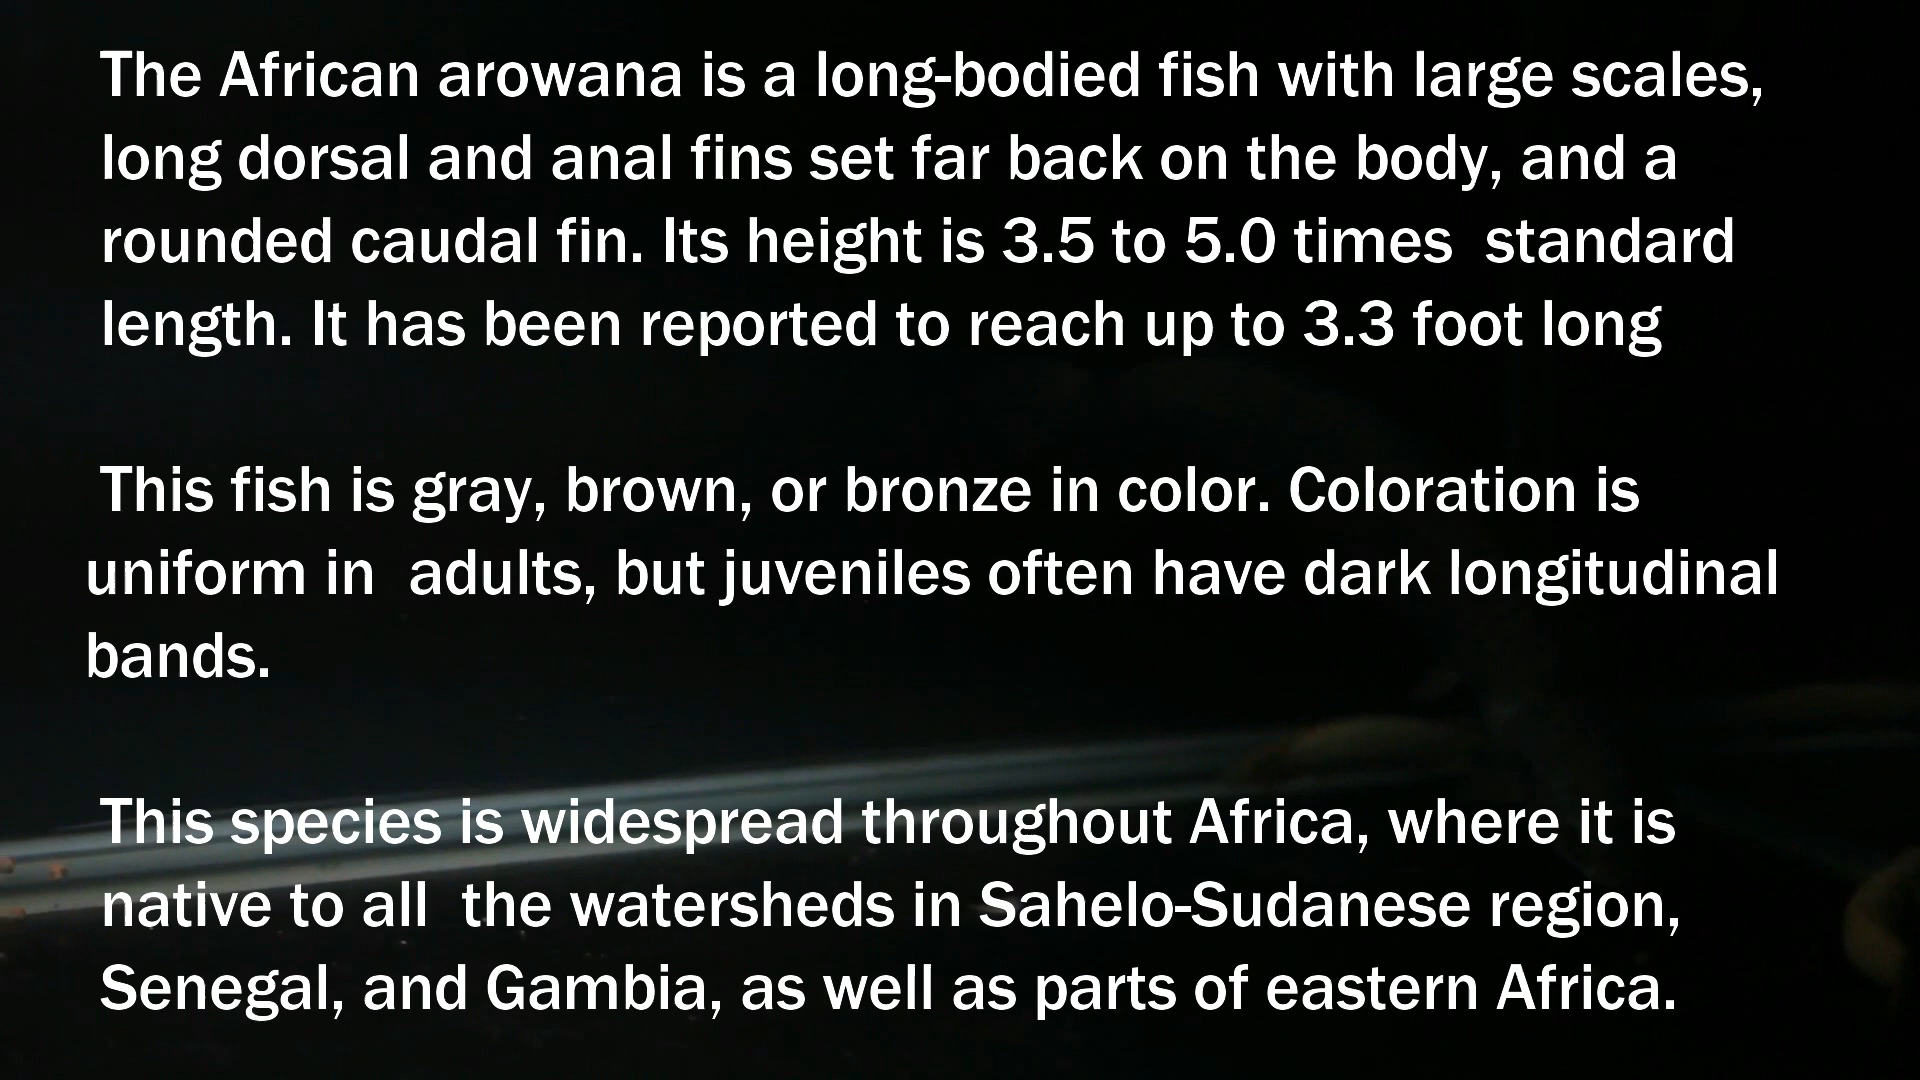 The African arowana is a long-bodied fish with large scales,
long dorsal and anal fins set far back on the body, and a
rounded caudal fin. Its height is 3.5 to 5.0 times  standard
length. It has been reported to reach up to 3.3 foot long
This fish is gray, brown, or bronze in color. Coloration is
uniform in  adults, but juveniles often have dark longitudinal
bands.
This species is widespread throughout Africa, where it is
native to all  the watersheds in Sahelo-Sudanese region,
Senegal, and Gambia, as well as parts of eastern Africa.